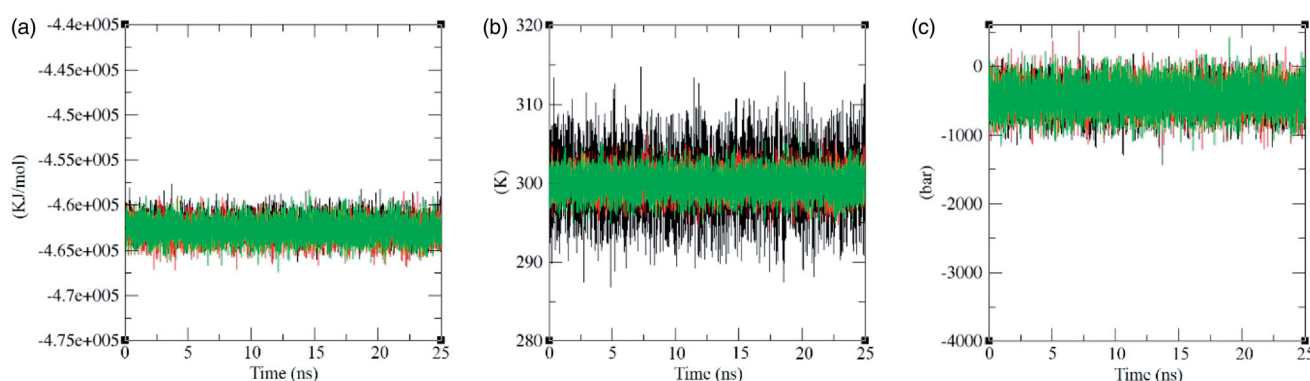 (a)
(KJ/mol)
-4.4e+005
-4.45e+005
-4.5e+005
-4.55e+005
-4.6e+005
-4.65e+005
-4.7e+005
-4.75e+005
0 5 10 15 20 25
Time (ns)
(b)
(K)
320
310
300
290
280
0 5 10 15 20 25
Time (ns)
(c)
(bar)
0
-1000
-2000
-3000
-4000
0 5 10 15 20 25
Time (ns)